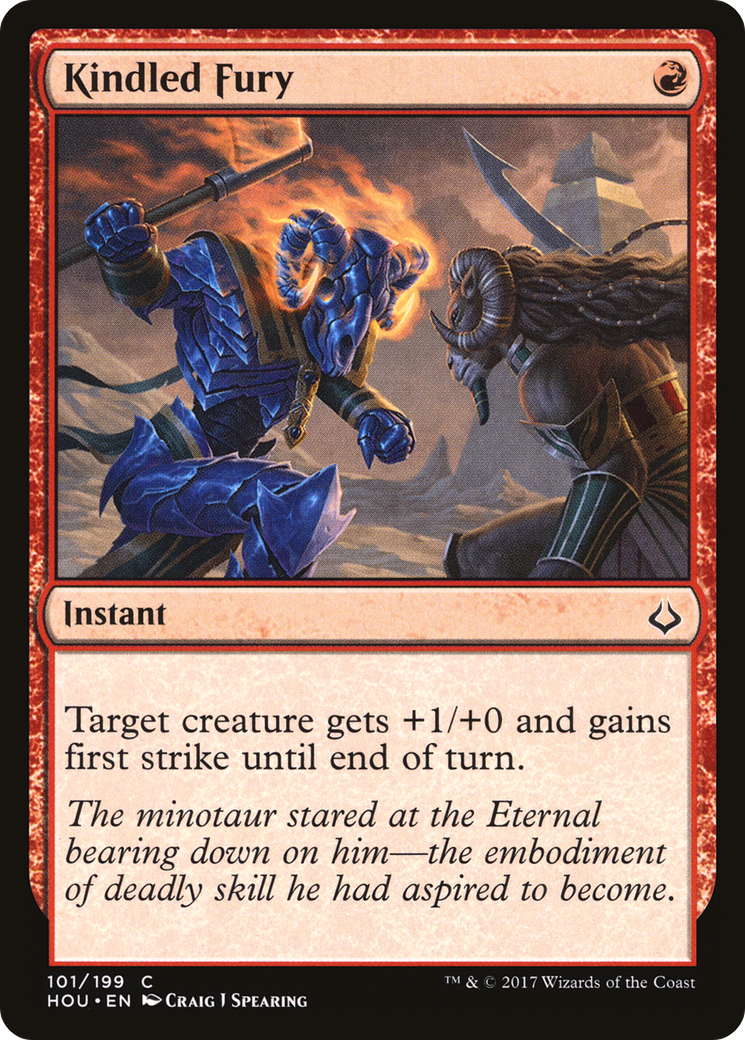 Kindled Fury
Instant
Target creature gets +1/+0 and gains
first strike until end of turn.
The minotaur stared at the Eternal
bearing down on him—the embodiment
of deadly skill he had aspired to become.
101/199 C
HOU • EN Craig J Spearing
™ & © 2017 Wizards of the Coast